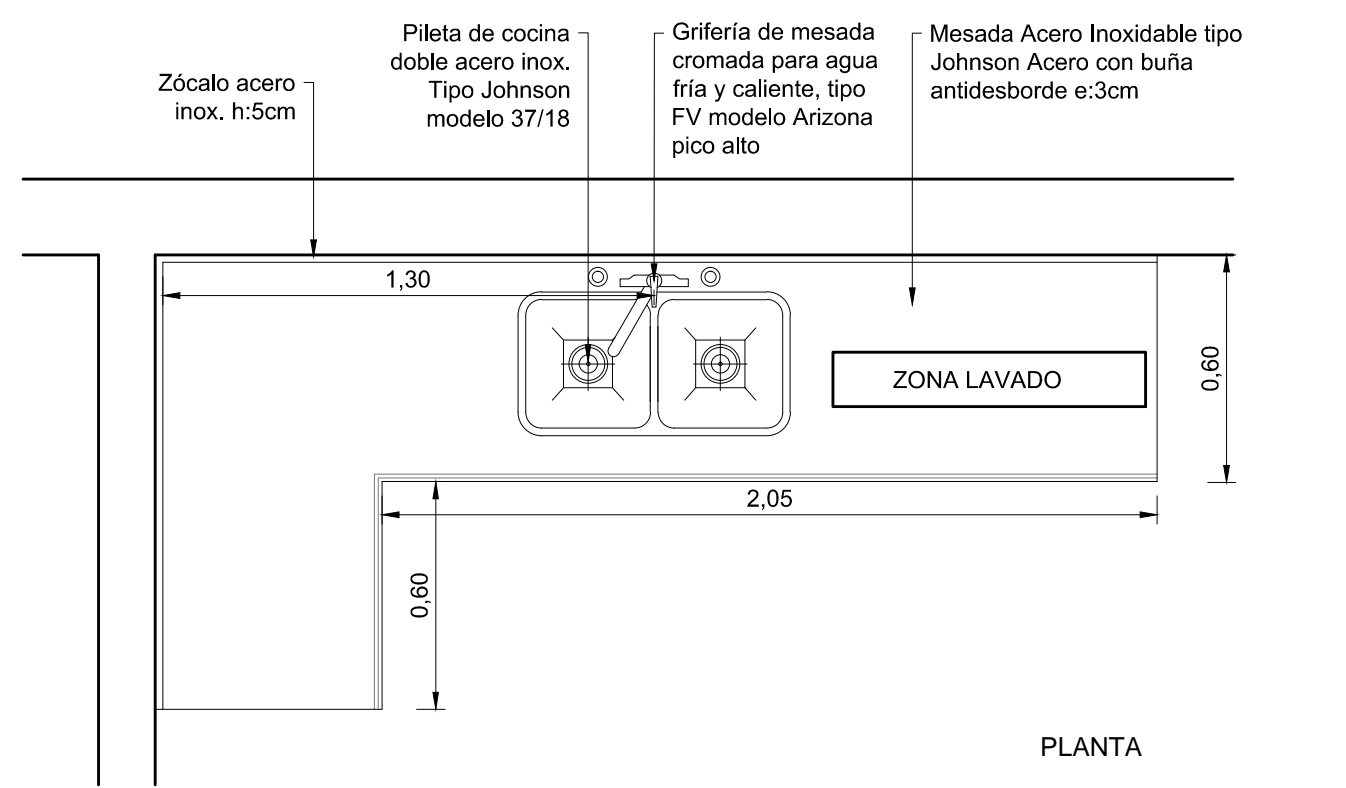 Zócalo acero
inox. h:5cm
Pileta de cocina
doble acero inox.
Tipo Johnson
modelo 37/18
Grifería de mesada
cromada para agua
fría y caliente, tipo
FV modelo Arizona
pico alto
Mesada Acero Inoxidable tipo
Johnson Acero con buña
antidesborde e:3cm
1,30
ZONA LAVADO
0,60
2,05
0,60
PLANTA